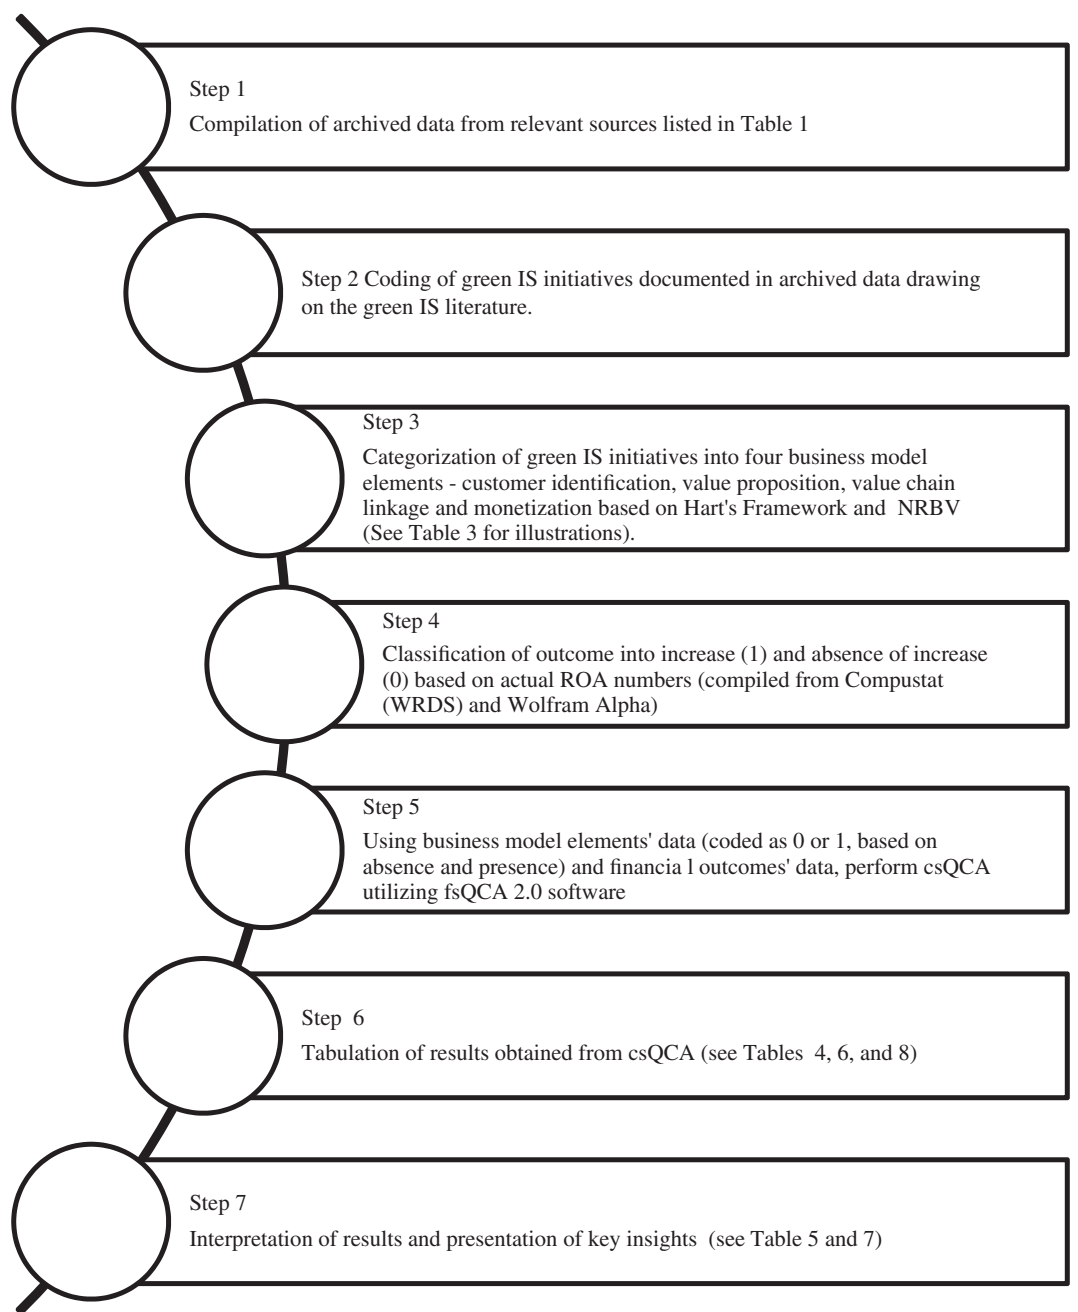 Step 1
Compilation of archived data from relevant sources listed in Table 1
Step 2 Coding of green IS initiatives documented in archived data drawing
on the green IS literature.
Step 3
Categorization of green IS initiatives into four business model
elements - customer identification, value proposition, value chain
linkage and monetization based on Hart's Framework and NRBV
(See Table 3 for illustrations).
Step 4
Classification of outcome into increase (1) and absence of increase
(0) based on actual ROA numbers (compiled from Compustat
(WRDS) and Wolfram Alpha)
Step 5
Using business model elements' data (coded as 0 or 1, based on
absence and presence) and financia l outcomes' data, perform csQCA
utilizing fsQCA 2.0 software
Step 6
Tabulation of results obtained from csQCA (see Tables 4, 6, and 8)
Step 7
Interpretation of results and presentation of key insights (see Table 5 and 7)